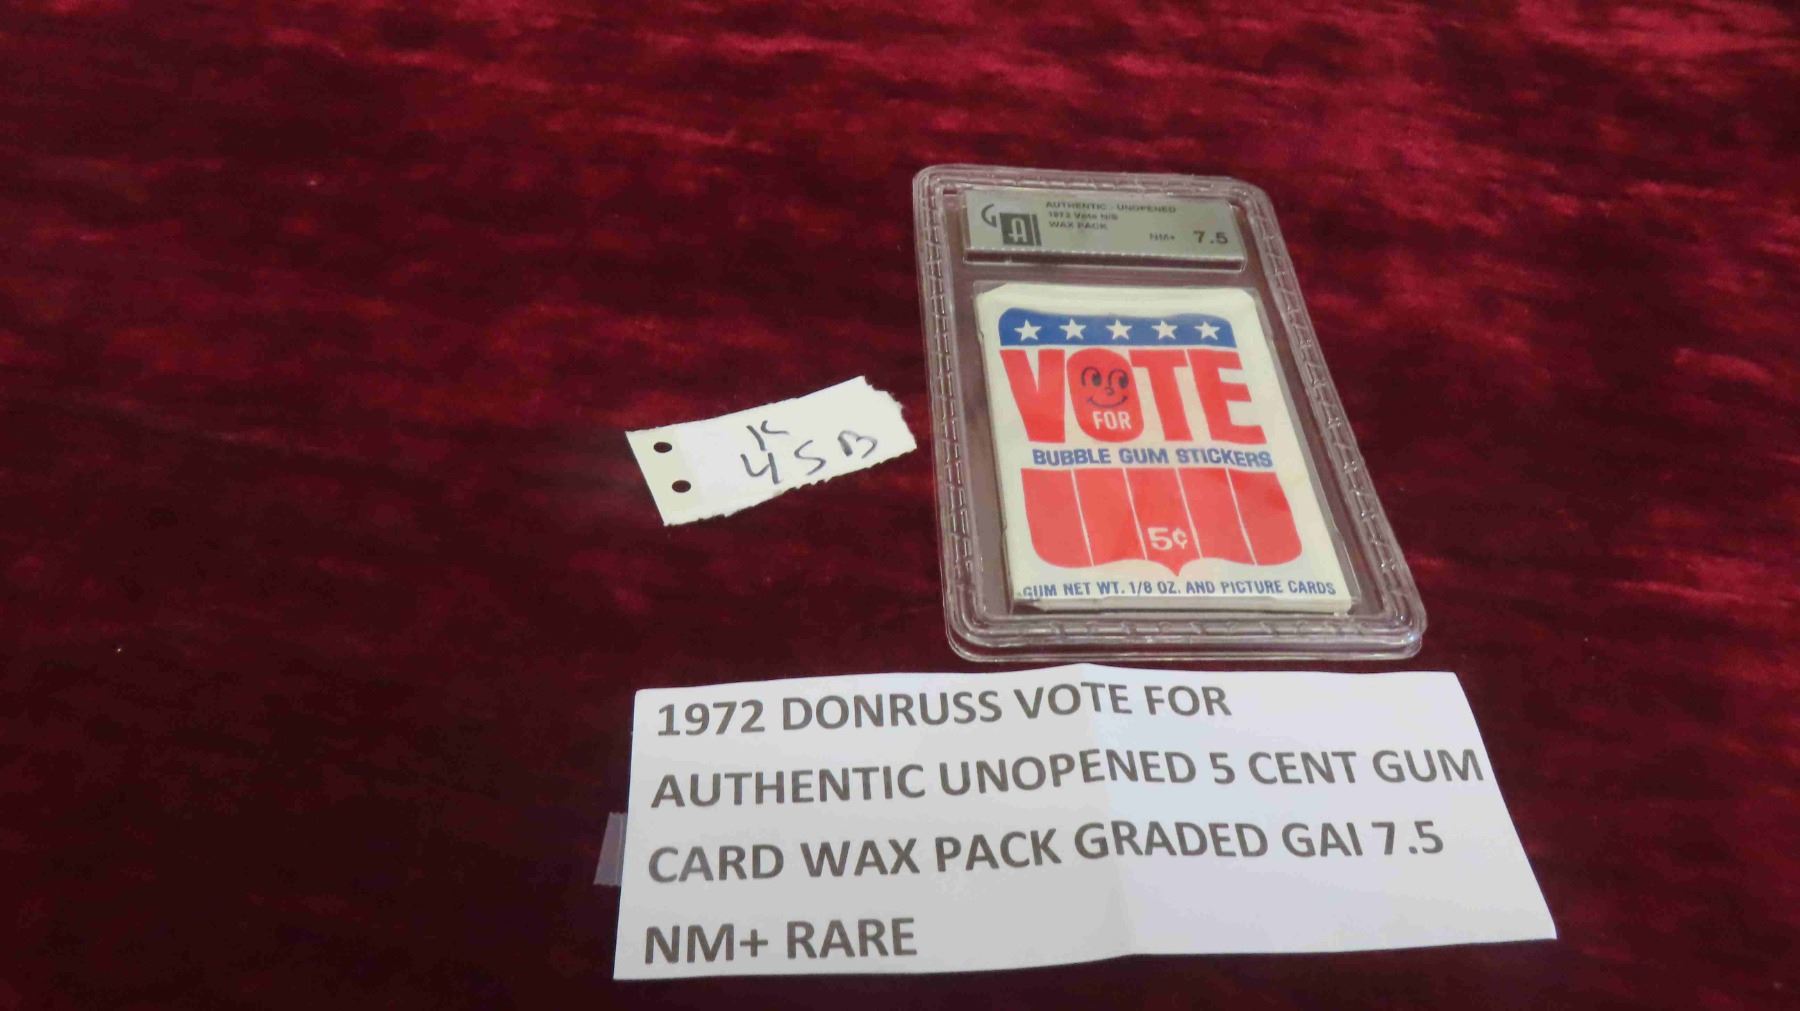 GAI
AUTHENTIC - UNOPENED
1972 Vote N/S
WAX PACK
NM+ 7.5
VOTE
FOR
BUBBLE GUM STICKERS
5¢
GUM NET WT. 1/8 OZ. AND PICTURE CARDS
K
45B
1972 DONRUSS VOTE FOR
AUTHENTIC UNOPENED 5 CENT GUM
CARD WAX PACK GRADED GAI 7.5
NM+ RARE